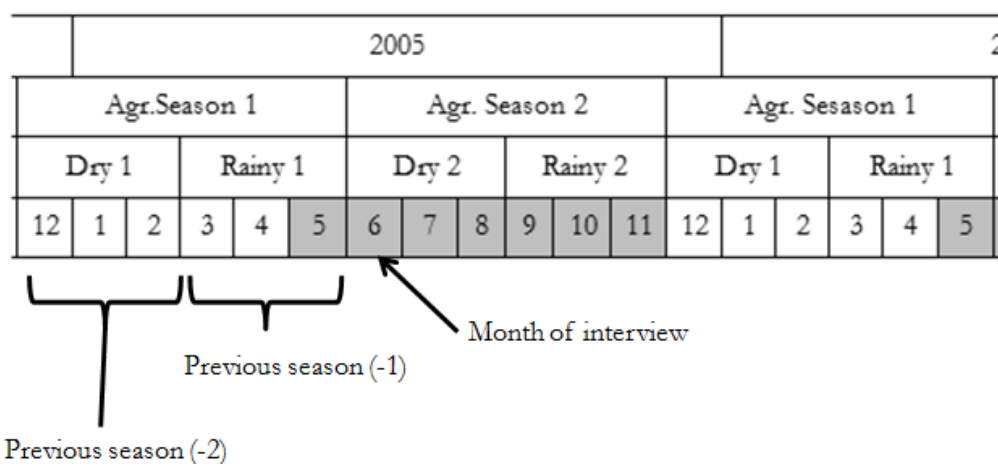 2005 2
Agr.Season 1 Agr. Season 2 Agr. Sesason 1
Dry 1 Rainy 1 Dry 2 Rainy 2 Dry 1 Rainy 1
12 1 2 3 4 5 6 7 8 9 10 11 12 1 2 3 4 5
Month of interview
Previous season (-1)
Previous season (-2)